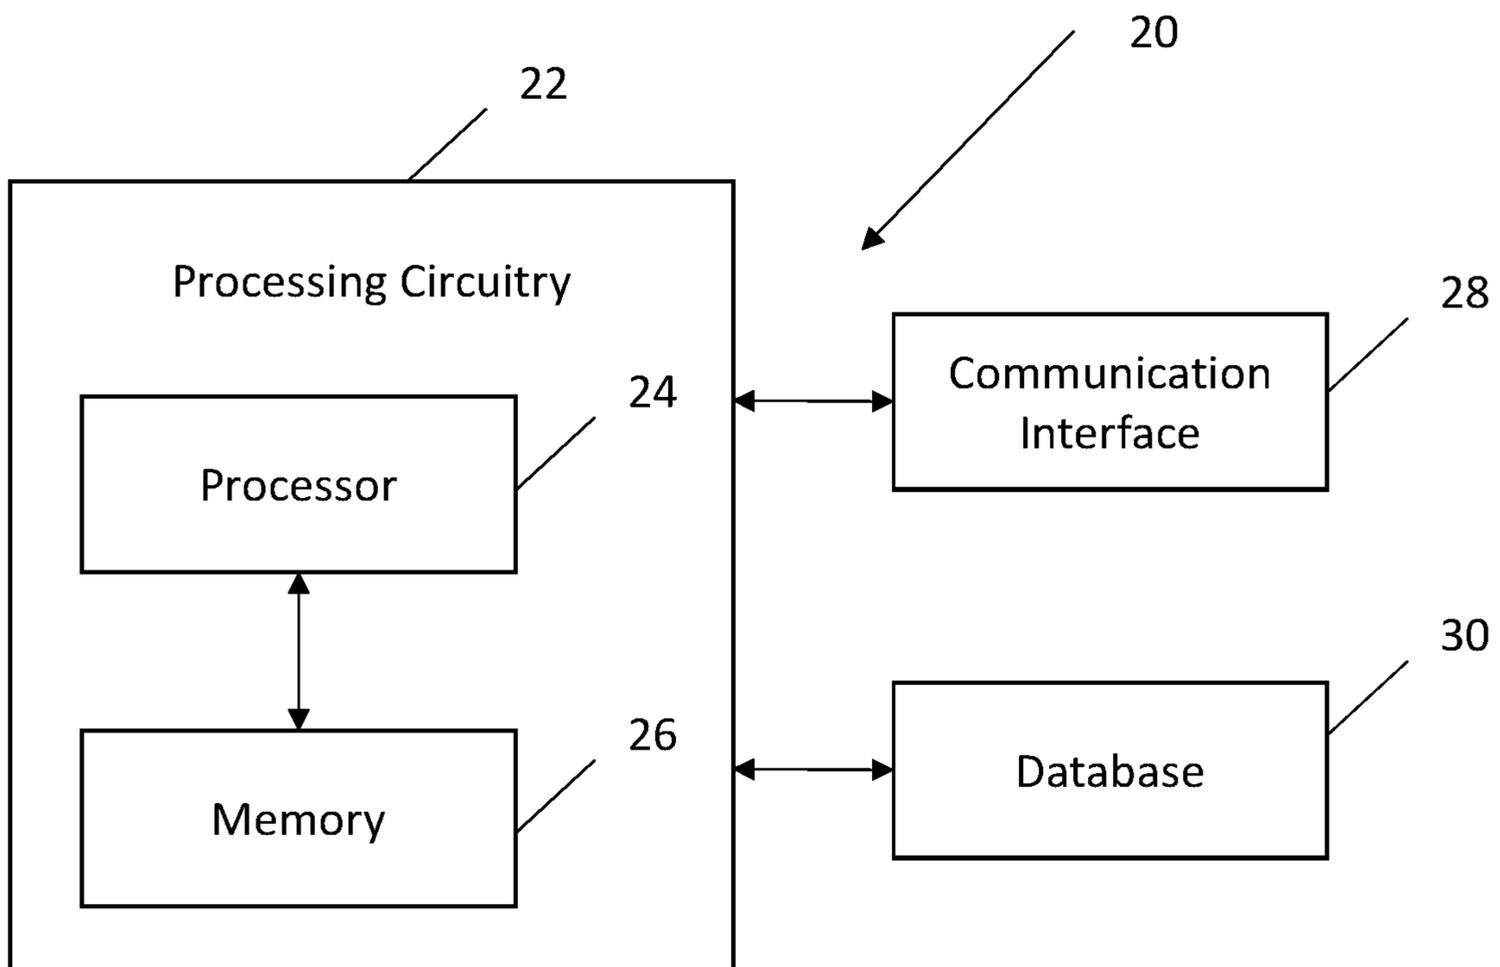 20
22
Processing Circuitry
28
Communication
Interface
24
Processor
30
26
Database
Memory